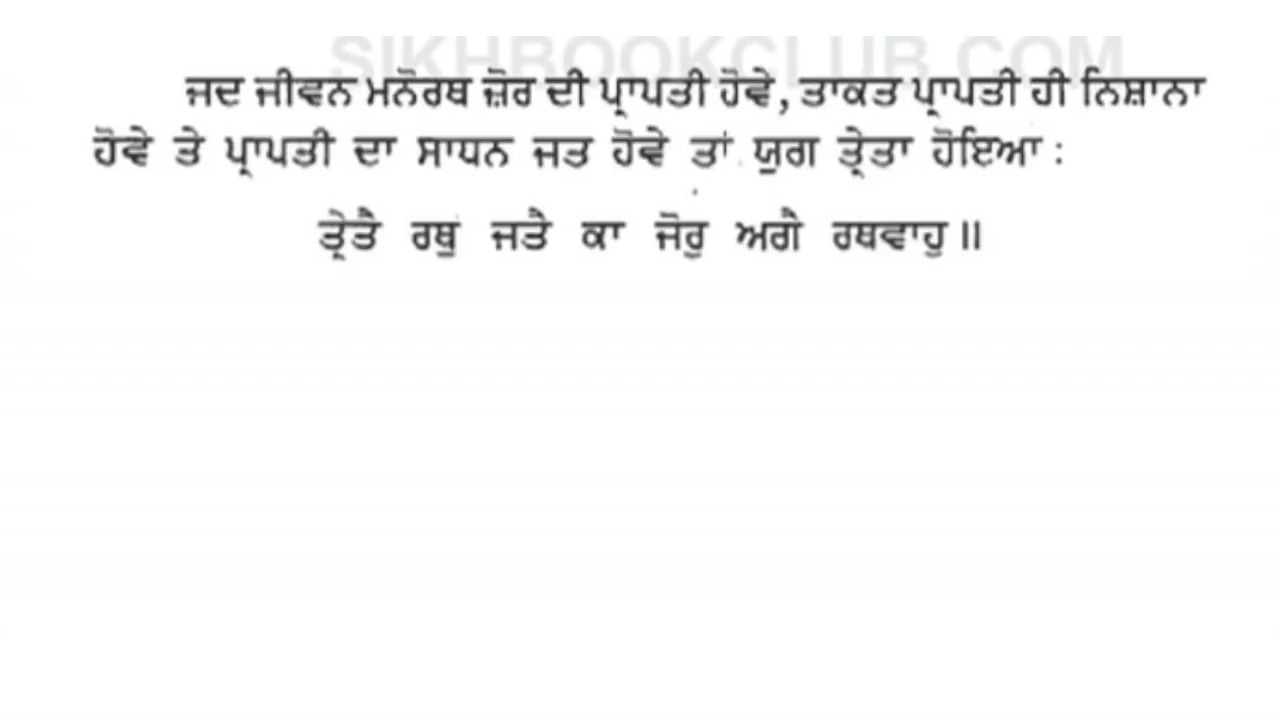 SIKHBOOKCLUB.COM
ਜਦ ਜੀਵਨ ਮਨੋਰਥ ਜ਼ੋਰ ਦੀ ਪ੍ਰਾਪਤੀ ਹੋਵੇ, ਤਾਕਤ ਪ੍ਰਾਪਤੀ ਹੀ ਨਿਸ਼ਾਨਾ
ਹੋਵੇ ਤੇ ਪ੍ਰਾਪਤੀ ਦਾ ਸਾਧਨ ਜਤ ਹੋਵੇ ਤਾਂ ਯੁਗ ਤ੍ਰੇਤਾ ਹੋਇਆ :
ਤ੍ਰੇਤੈ ਰਥੁ ਜਤੈ ਕਾ ਜੋਰੁ ਅਗੈ ਰਥਵਾਹੁ ॥